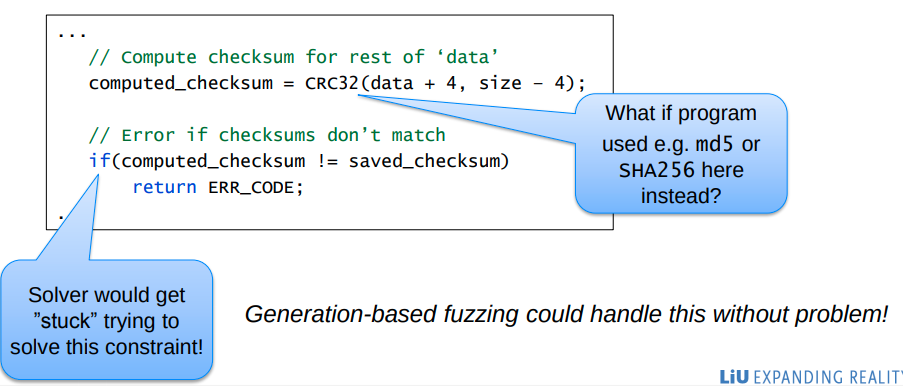 ...
// Compute checksum for rest of ‘data’
computed_checksum = CRC32(data + 4, size – 4);
// Error if checksums don’t match
if(computed_checksum != saved_checksum)
return ERR_CODE;
.
What if program
used e.g. md5 or
SHA256 here
instead?
Solver would get
”stuck” trying to
solve this constraint!
Generation-based fuzzing could handle this without problem!
LiU EXPANDING REALITY